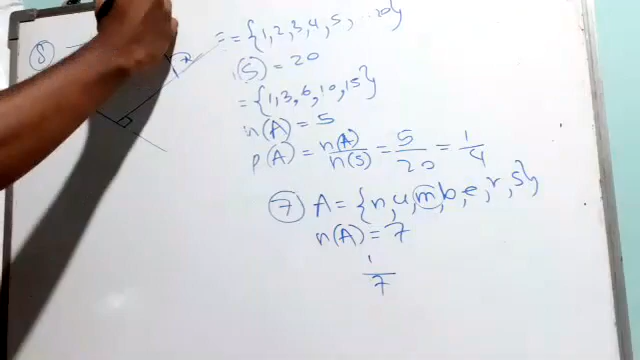 8
x
= = {1, 2, 3, 4, 5, ... 20}
(S) = 20
= {1, 3, 6, 10, 15}
n(A) = 5
p(A) = n(A)/n(S) = 5/20 = 1/4
7 A = {n, u, m, b, e, r, s}
n(A) = 7
1/7